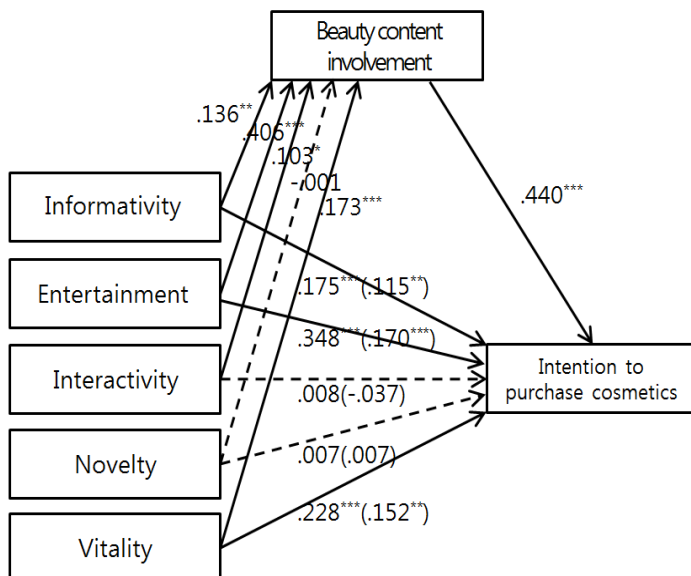 Beauty content
involvement
.136**
.406***
.103*
-.001
.173***
.440***
Informativity
Entertainment
Interactivity
Novelty
Vitality
.175***(.115**)
.348***(.170***)
.008(-.037)
.007(.007)
.228***(.152**)
Intention to
purchase cosmetics